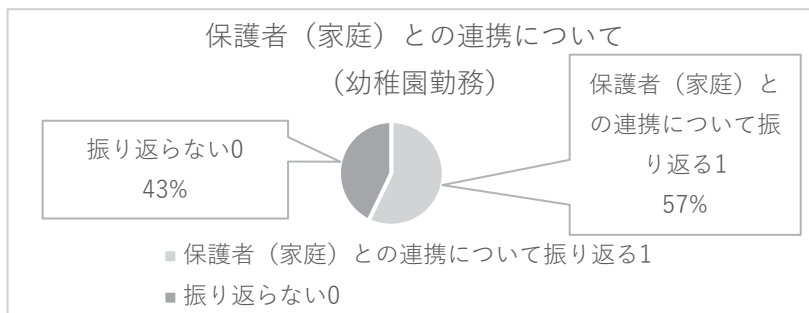 保護者（家庭）との連携について
（幼稚園勤務）
保護者（家庭）と
の連携について振
り返る1
57%
振り返らない0
43%
保護者（家庭）との連携について振り返る1
振り返らない0